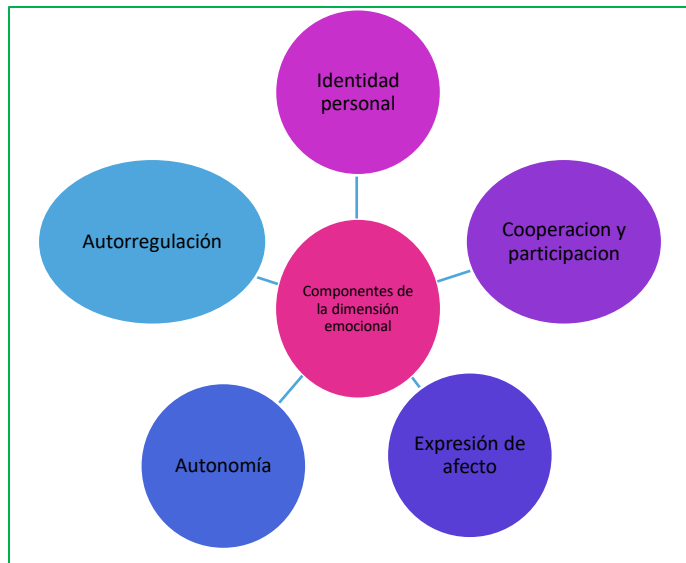 Identidad
personal
Autorregulación
Cooperacion y
participacion
Componentes de
la dimensión
emocional
Autonomía
Expresión de
afecto